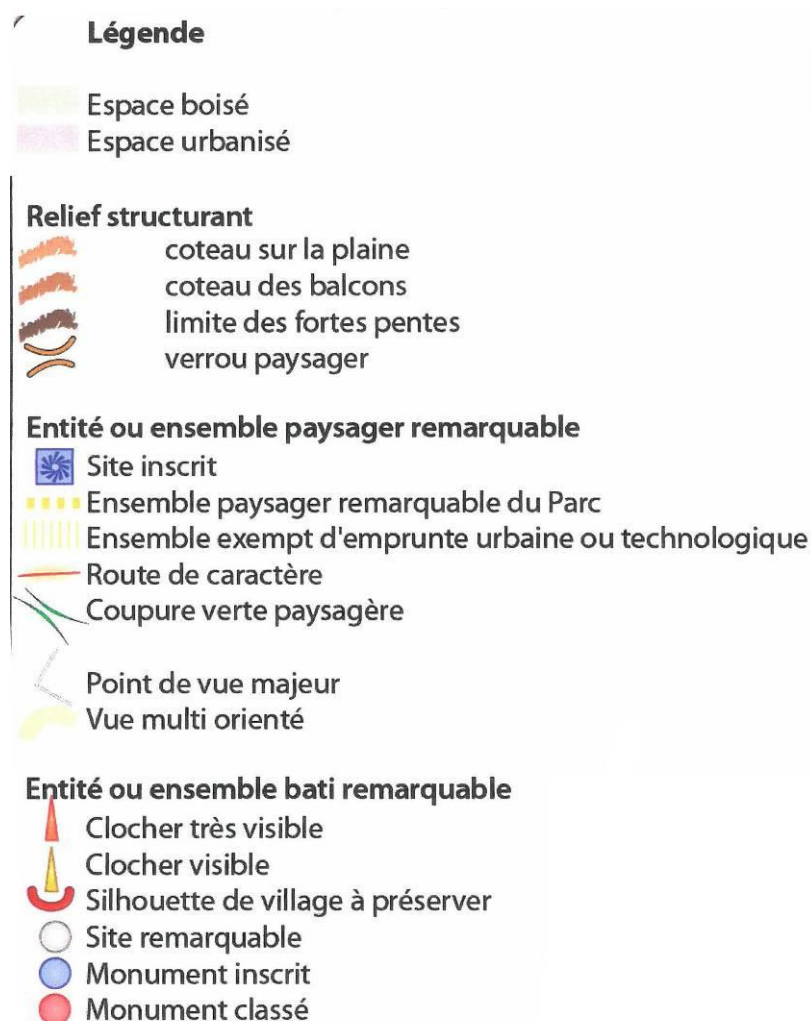 Légende
Espace boisé
Espace urbanisé
Relief structurant
coteau sur la plaine
coteau des balcons
limite des fortes pentes
verrou paysager
Entité ou ensemble paysager remarquable
Site inscrit
Ensemble paysager remarquable du Parc
Ensemble exempt d'emprunte urbaine ou technologique
Route de caractère
Coupure verte paysagère
Point de vue majeur
Vue multi orienté
Entité ou ensemble bati remarquable
Clocher très visible
Clocher visible
Silhouette de village à préserver
Site remarquable
Monument inscrit
Monument classé